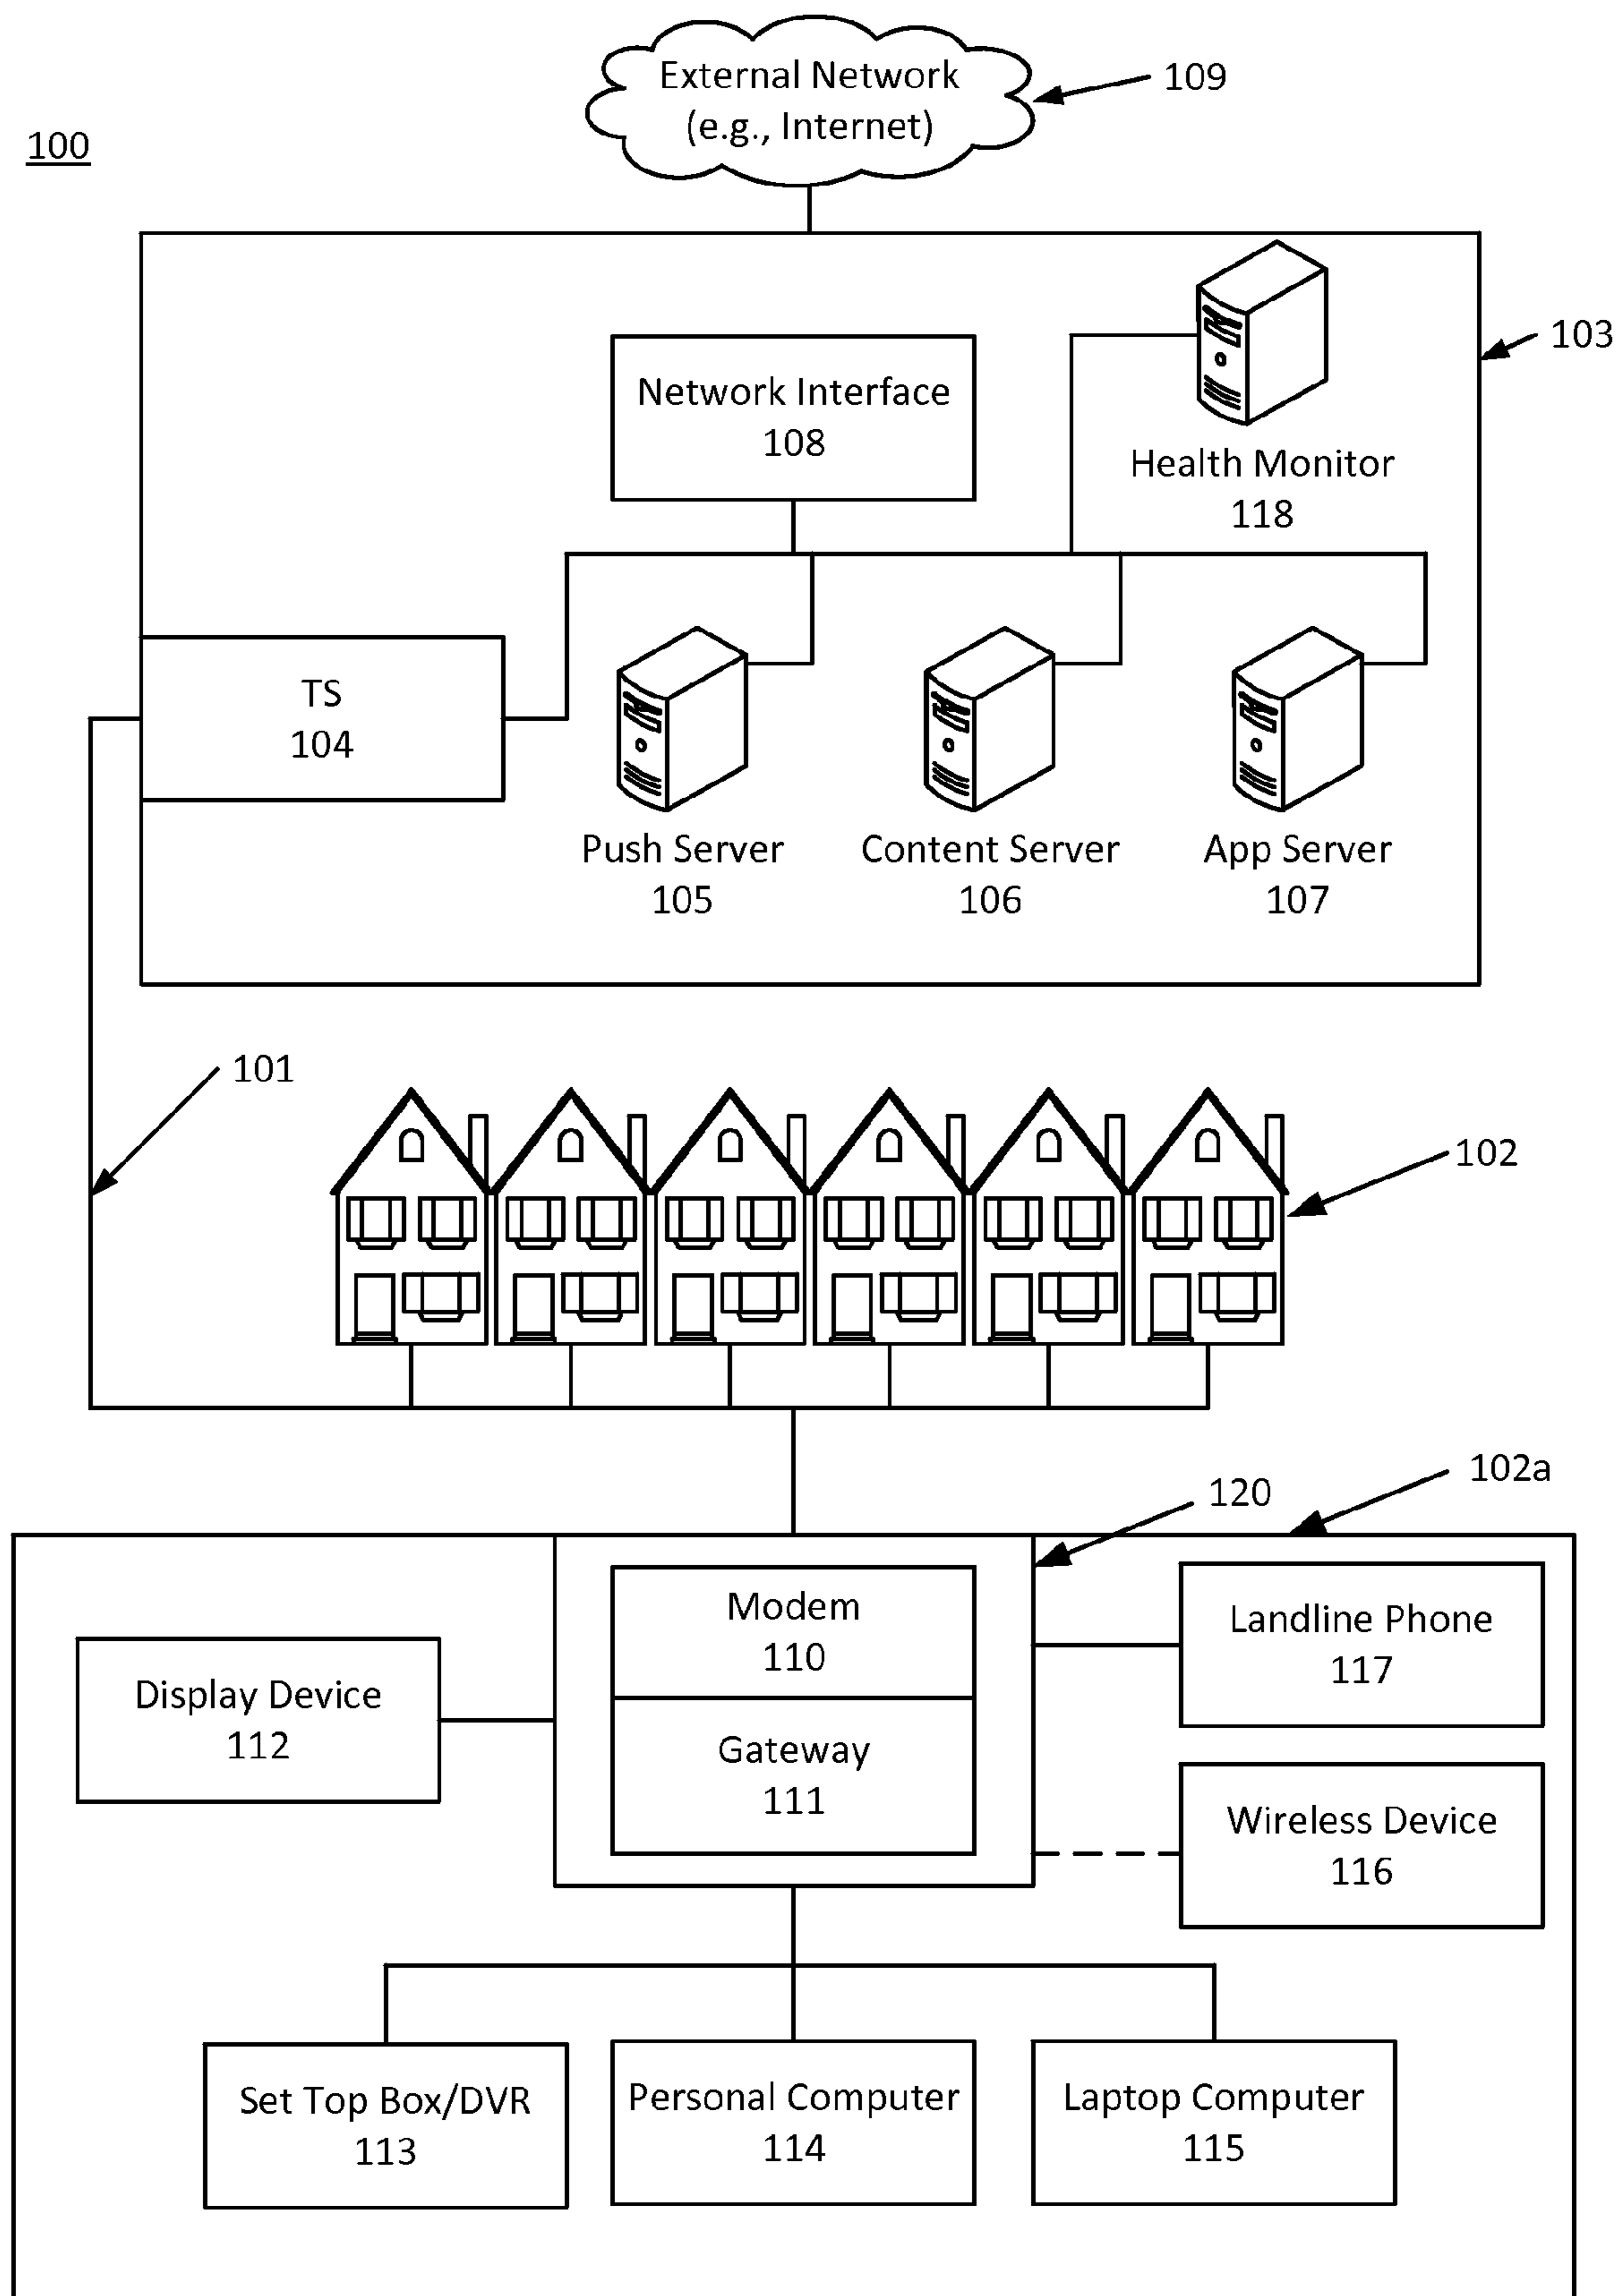 External Network
(e.g., Internet)
109
100
103
Network Interface
108
Health Monitor
118
TS
104
Push Server
105
Content Server
106
App Server
107
101
102
102a
120
Modem
110
Gateway
111
Display Device
112
Landline Phone
117
Wireless Device
116
Set Top Box/DVR
113
Personal Computer
114
Laptop Computer
115